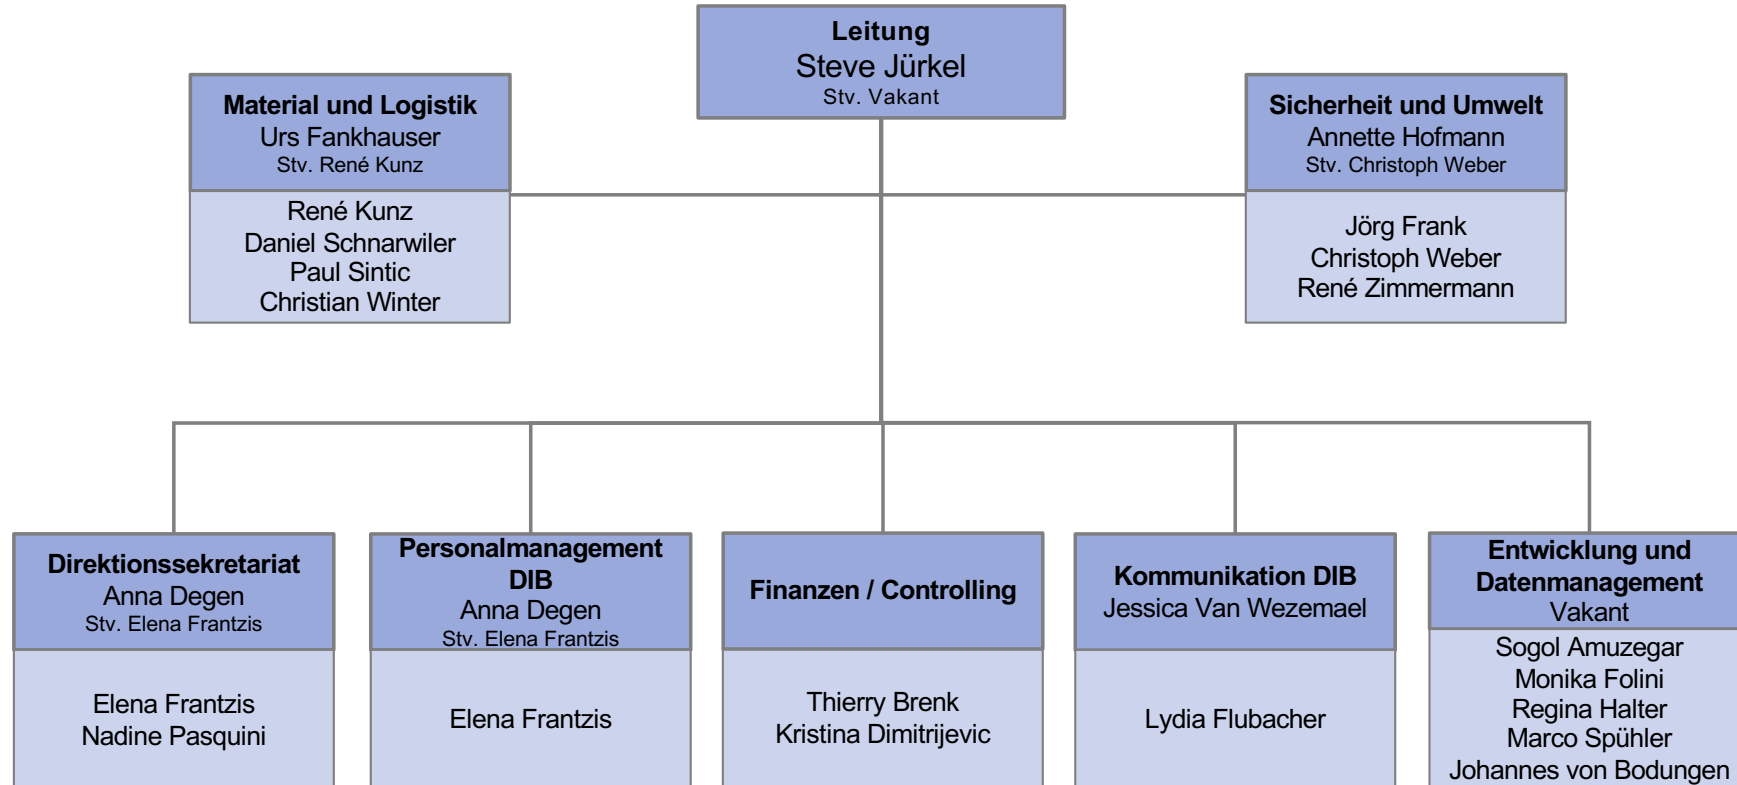 Leitung
Steve Jürkel
Stv. Vakant
Material und Logistik
Urs Fankhauser
Stv. René Kunz
René Kunz
Daniel Schnarwiler
Paul Sintic
Christian Winter
Sicherheit und Umwelt
Annette Hofmann
Stv. Christoph Weber
Jörg Frank
Christoph Weber
René Zimmermann
Direktionssekretariat
Anna Degen
Stv. Elena Frantzis
Elena Frantzis
Nadine Pasquini
Personalmanagement
DIB
Anna Degen
Stv. Elena Frantzis
Elena Frantzis
Finanzen / Controlling
Thierry Brenk
Kristina Dimitrijevic
Kommunikation DIB
Jessica Van Wezemael
Lydia Flubacher
Entwicklung und
Datenmanagement
Vakant
Sogol Amuzegar
Monika Folini
Regina Halter
Marco Spühler
Johannes von Bodungen